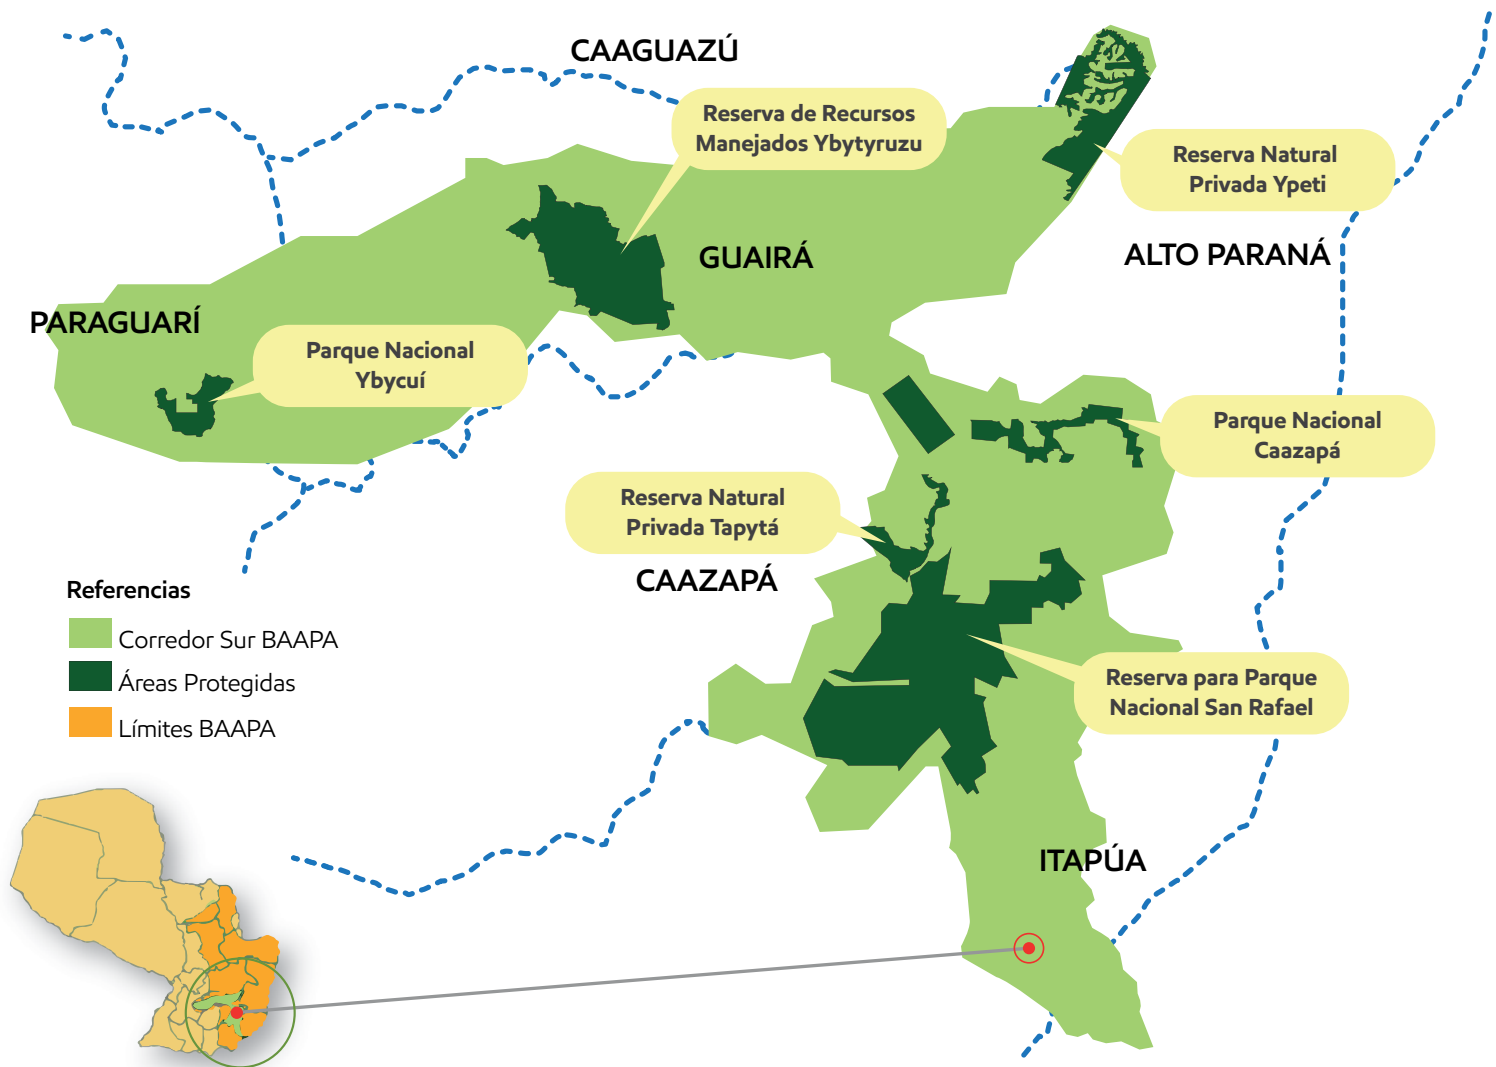 CAAGUAZÚ
Reserva de Recursos
Manejados Ybytyruzu
Reserva Natural
Privada Ypeti
GUAIRÁ
ALTO PARANÁ
PARAGUARÍ
Parque Nacional
Ybycuí
Parque Nacional
Caazapá
Reserva Natural
Privada Tapytá
CAAZAPÁ
Referencias
Corredor Sur BAAPA
Áreas Protegidas
Límites BAAPA
Reserva para Parque
Nacional San Rafael
ITAPÚA